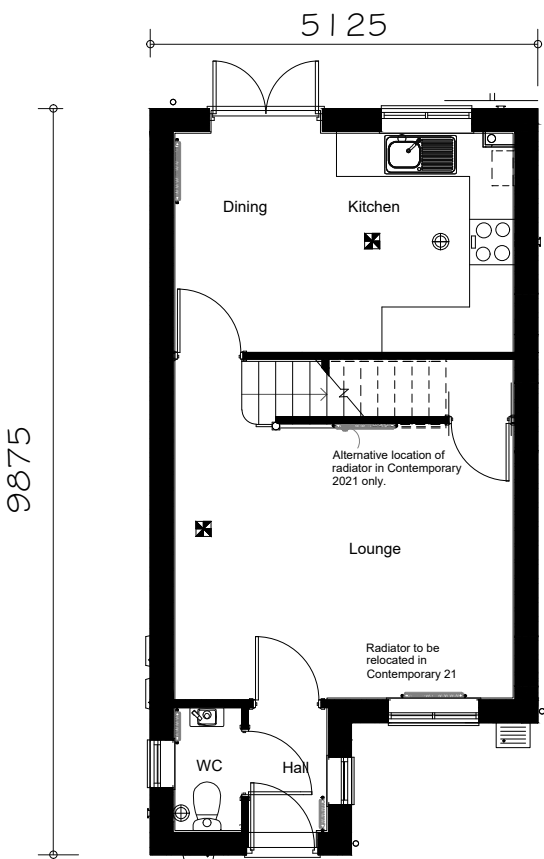 5125
Dining
Kitchen
9875
Alternative location of
radiator in Contemporary
2021 only.
Lounge
Radiator to be
relocated in
Contemporary 21
WC
Hall